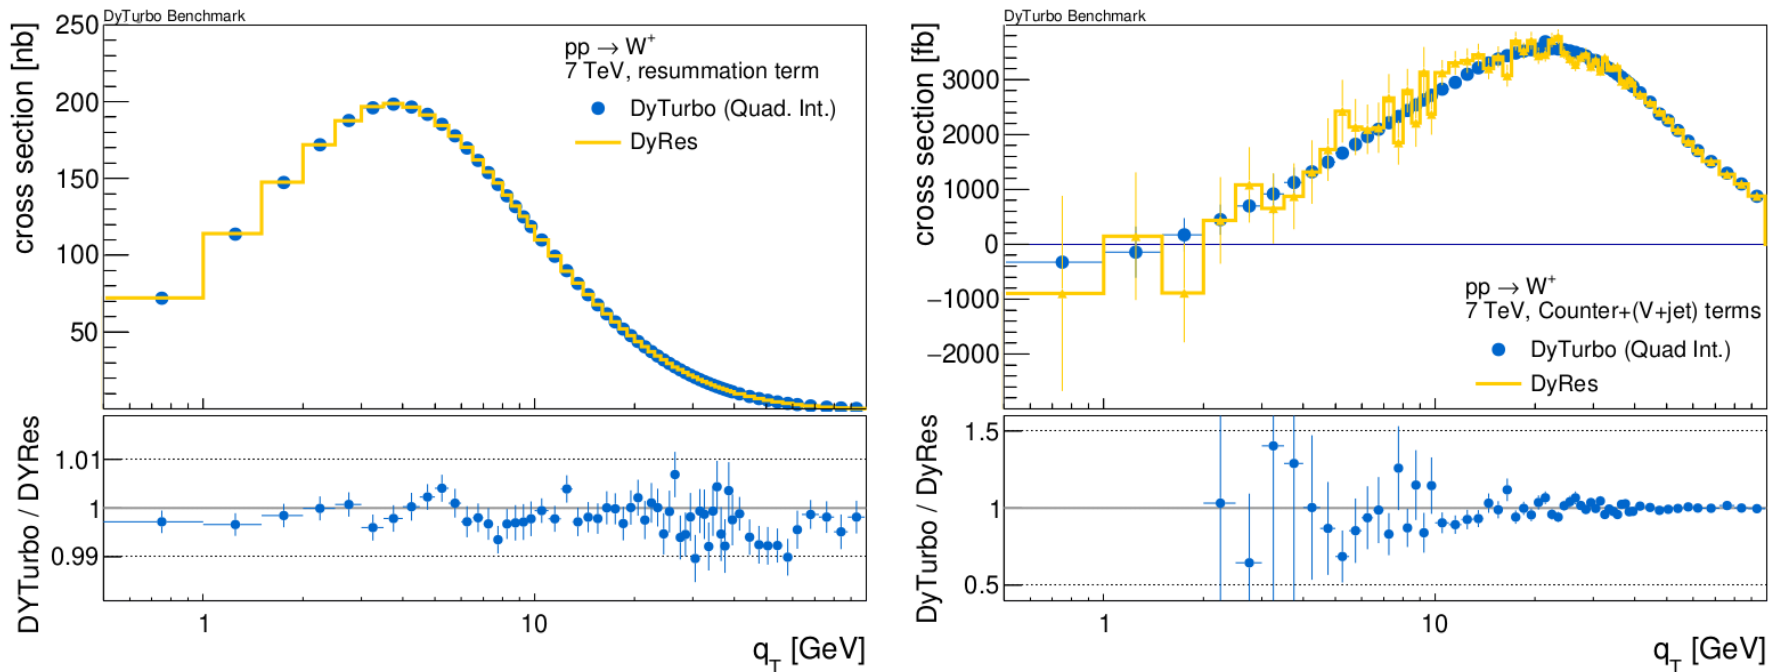 DyTurbo Benchmark
cross section [nb]
250
200
150
100
50
pp → W+
7 TeV, resummation term
DyTurbo (Quad. Int.)
DyRes
DYTurbo / DYRes
1.01
1
0.99
1
10
qT [GeV]
DyTurbo Benchmark
cross section [fb]
3000
2000
1000
0
−1000
−2000
pp → W+
7 TeV, Counter+(V+jet) terms
DyTurbo (Quad Int.)
DyRes
DyTurbo / DyRes
1.5
1
0.5
1
10
qT [GeV]